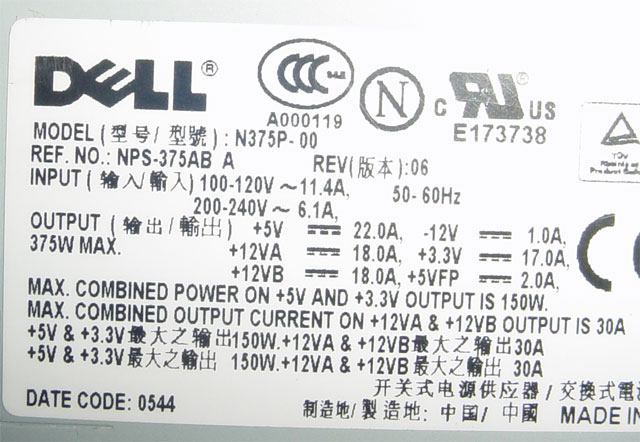 DELL®
CCC S&E
A000119
N
C UR® US
E173738
TÜV
MODEL (型号/型號) : N375P-00
REF. NO.: NPS-375AB A REV(版本):06
INPUT (输入/輸入) 100-120V ~ 11.4A, 50-60Hz
200-240V ~ 6.1A,
OUTPUT (输出/輸出) +5V ⎓ 22.0A, -12V ⎓ 1.0A,
375W MAX. +12VA ⎓ 18.0A, +3.3V ⎓ 17.0A,
+12VB ⎓ 18.0A, +5VFP ⎓ 2.0A,
CE
MAX. COMBINED POWER ON +5V AND +3.3V OUTPUT IS 150W.
MAX. COMBINED OUTPUT CURRENT ON +12VA & +12VB OUTPUT IS 30A
+5V & +3.3V最大之输出150W.+12VA & +12VB最大之输出30A
+5V & +3.3V最大之輸出 150W.+12VA & +12VB最大之輸出 30A
开关式电源供应器/交換式電
DATE CODE: 0544
制造地/製造地: 中国/中國 MADE IN